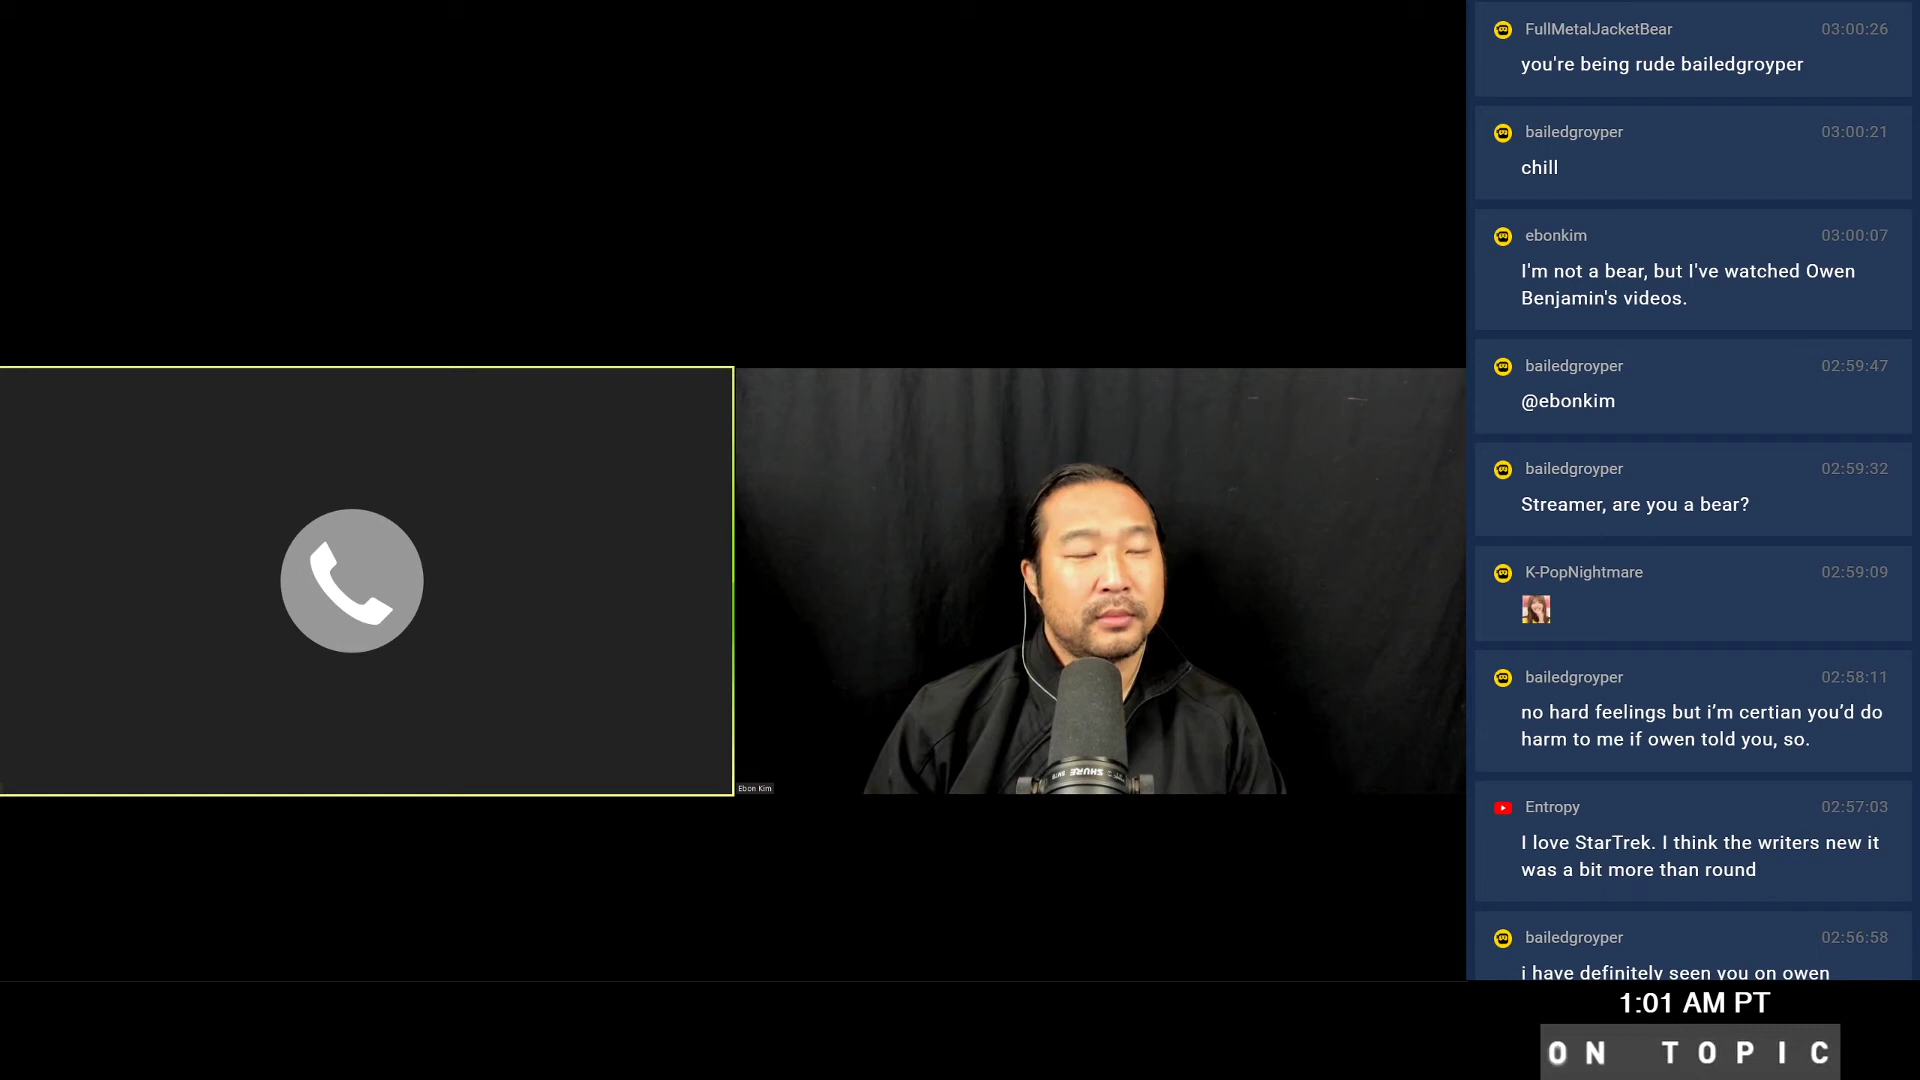 FullMetalJacketBear 03:00:26
you're being rude bailedgroyper
bailedgroyper 03:00:21
chill
ebonkim 03:00:07
I'm not a bear, but I've watched Owen
Benjamin's videos.
bailedgroyper 02:59:47
@ebonkim
bailedgroyper 02:59:32
Streamer, are you a bear?
K-PopNightmare 02:59:09
bailedgroyper 02:58:11
no hard feelings but i’m certian you’d do
harm to me if owen told you, so.
Entropy 02:57:03
I love StarTrek. I think the writers new it
was a bit more than round
bailedgroyper 02:56:58
i have definitely seen you on owen
Ebon Kim
SHURE
1:01 AM PT
ON TOPIC